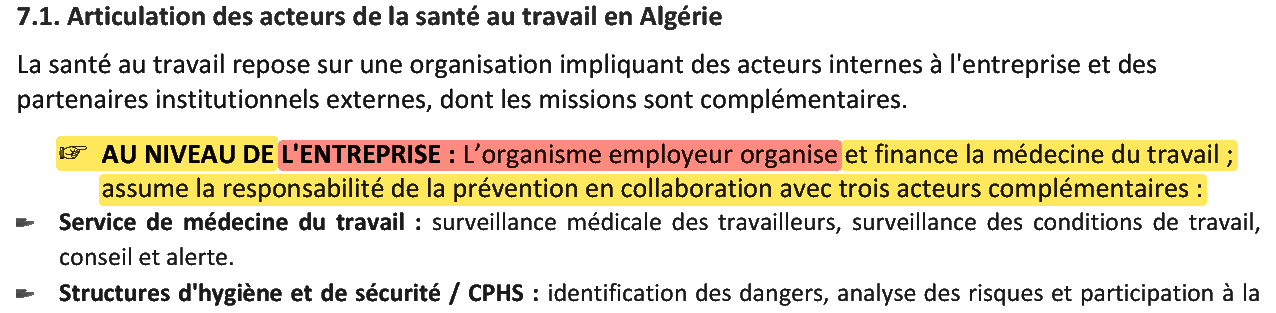 7.1. Articulation des acteurs de la santé au travail en Algérie
La santé au travail repose sur une organisation impliquant des acteurs internes à l'entreprise et des
partenaires institutionnels externes, dont les missions sont complémentaires.
☞ AU NIVEAU DE L'ENTREPRISE : L’organisme employeur organise et finance la médecine du travail ;
assume la responsabilité de la prévention en collaboration avec trois acteurs complémentaires :
Service de médecine du travail : surveillance médicale des travailleurs, surveillance des conditions de travail,
conseil et alerte.
Structures d'hygiène et de sécurité / CPHS : identification des dangers, analyse des risques et participation à la